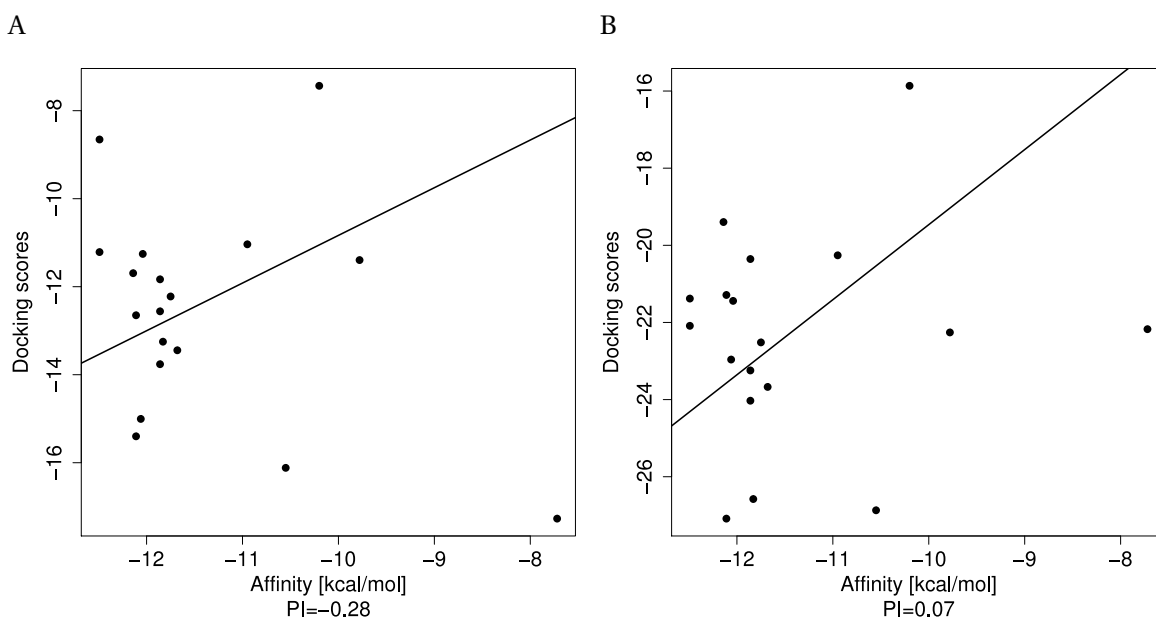 A
B
Docking scores
−8
−10
−12
−14
−16
−12
−11
−10
−9
−8
Affinity [kcal/mol]
PI=−0.28
Docking scores
−16
−18
−20
−22
−24
−26
−12
−11
−10
−9
−8
Affinity [kcal/mol]
PI=0.07